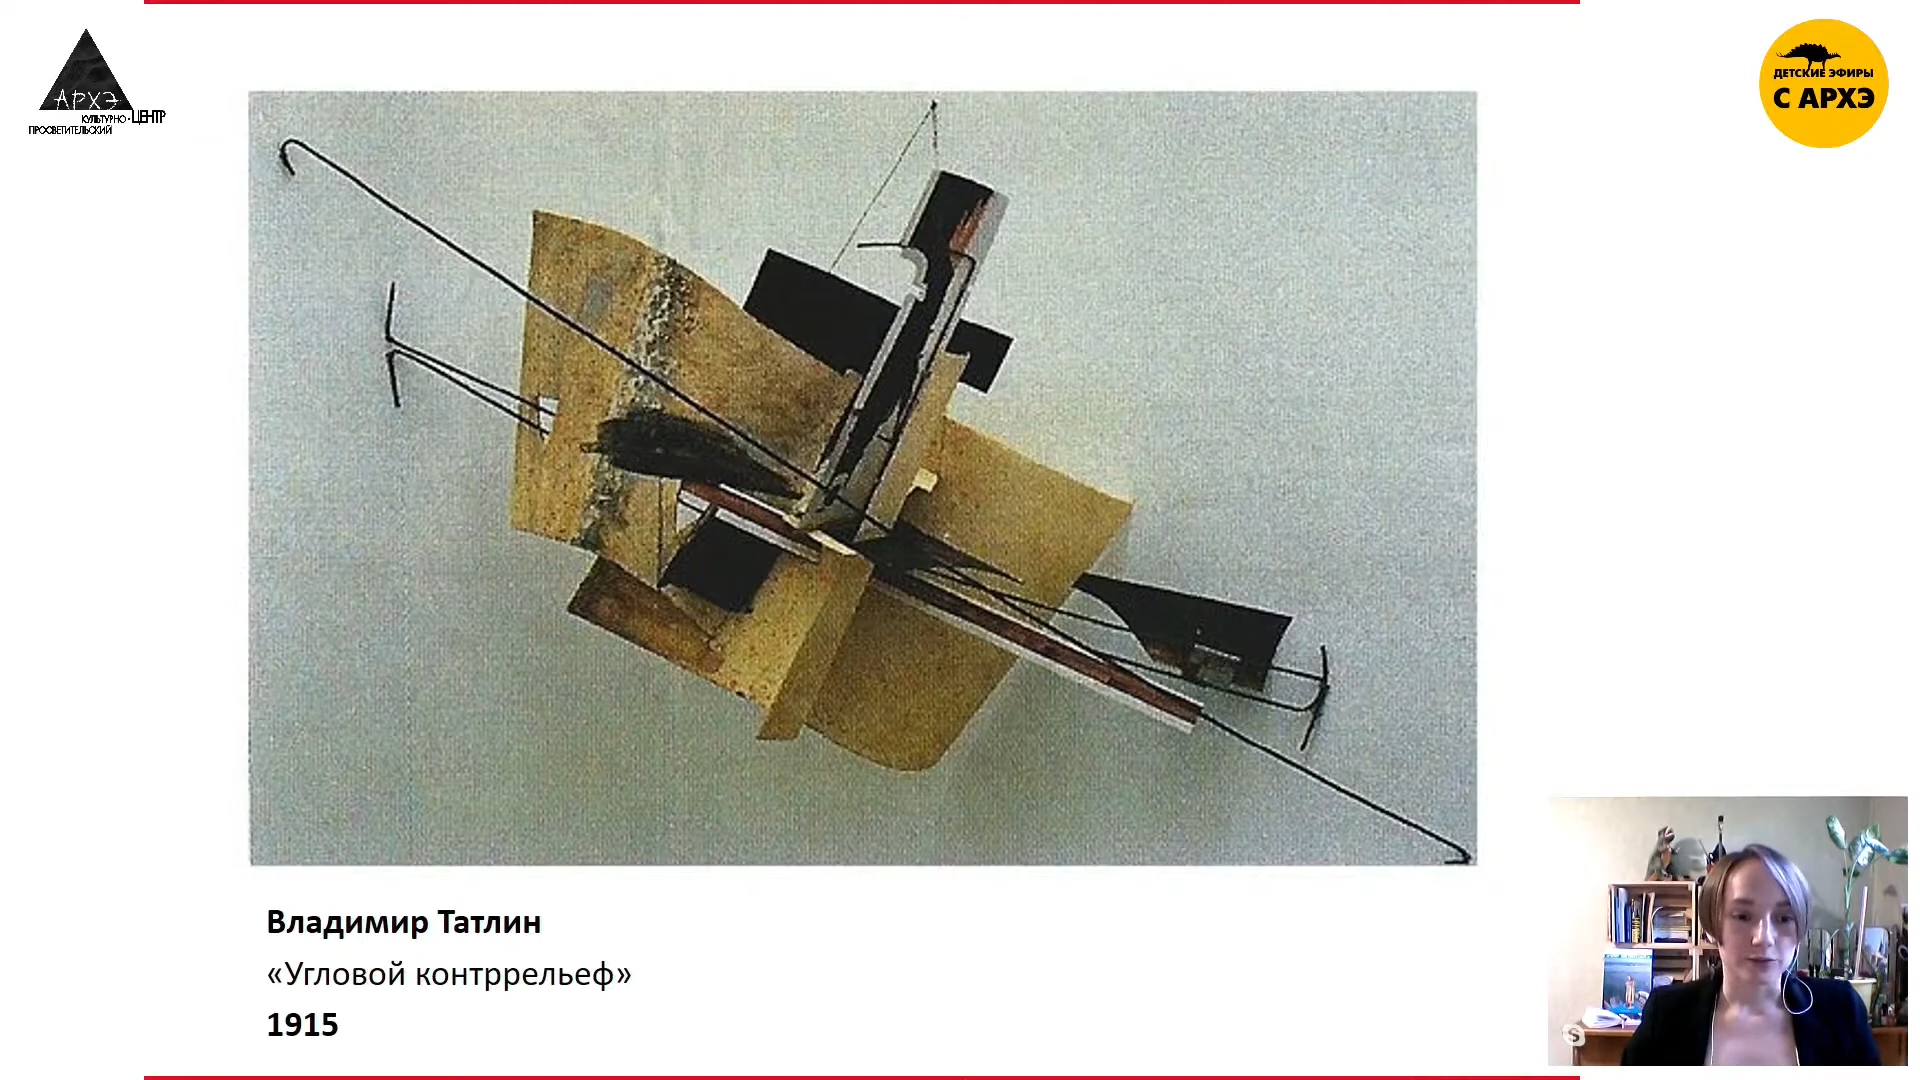 АРХЭ
КУЛЬТУРНО-ЦЕНТР
ПРОСВЕТИТЕЛЬСКИЙ
ДЕТСКИЕ ЭФИРЫ
С АРХЭ
Владимир Татлин
«Угловой контррельеф»
1915
S